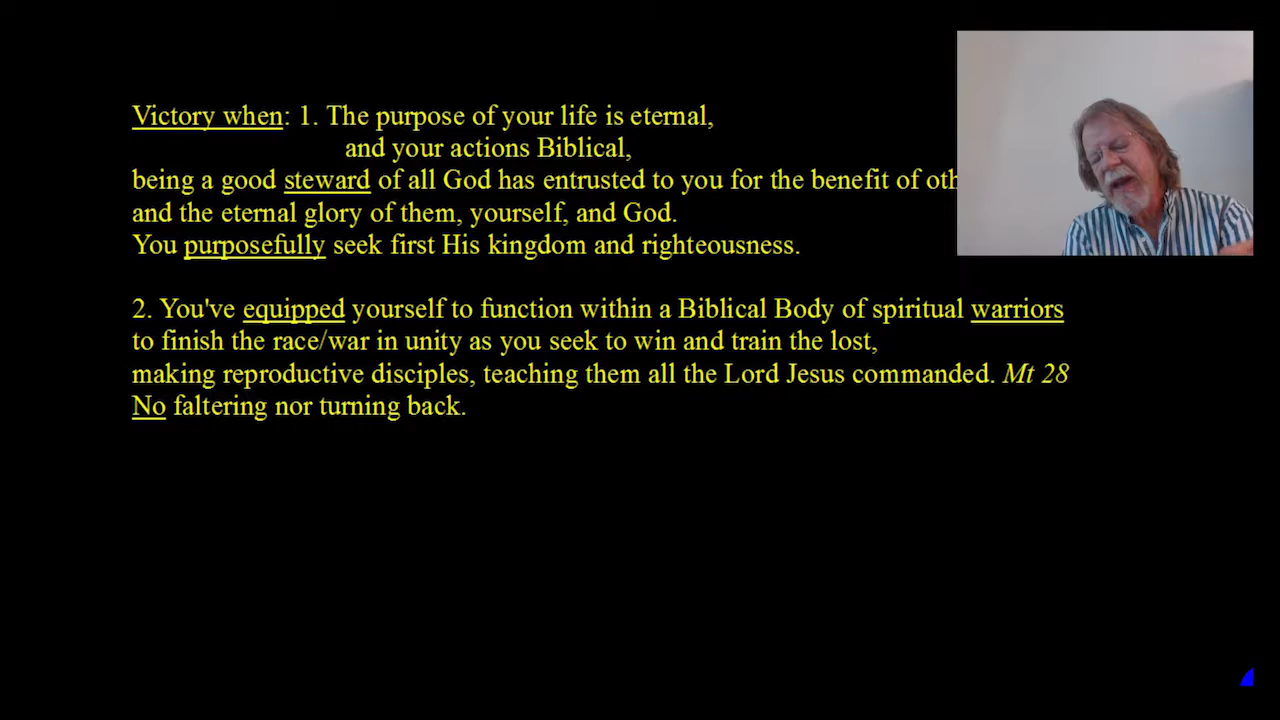 Victory when: 1. The purpose of your life is eternal,
and your actions Biblical,
being a good steward of all God has entrusted to you for the benefit of
and the eternal glory of them, yourself, and God.
You purposefully seek first His kingdom and righteousness.
2. You've equipped yourself to function within a Biblical Body of spiritual warriors
to finish the race/war in unity as you seek to win and train the lost,
making reproductive disciples, teaching them all the Lord Jesus commanded. Mt 28
No faltering nor turning back.